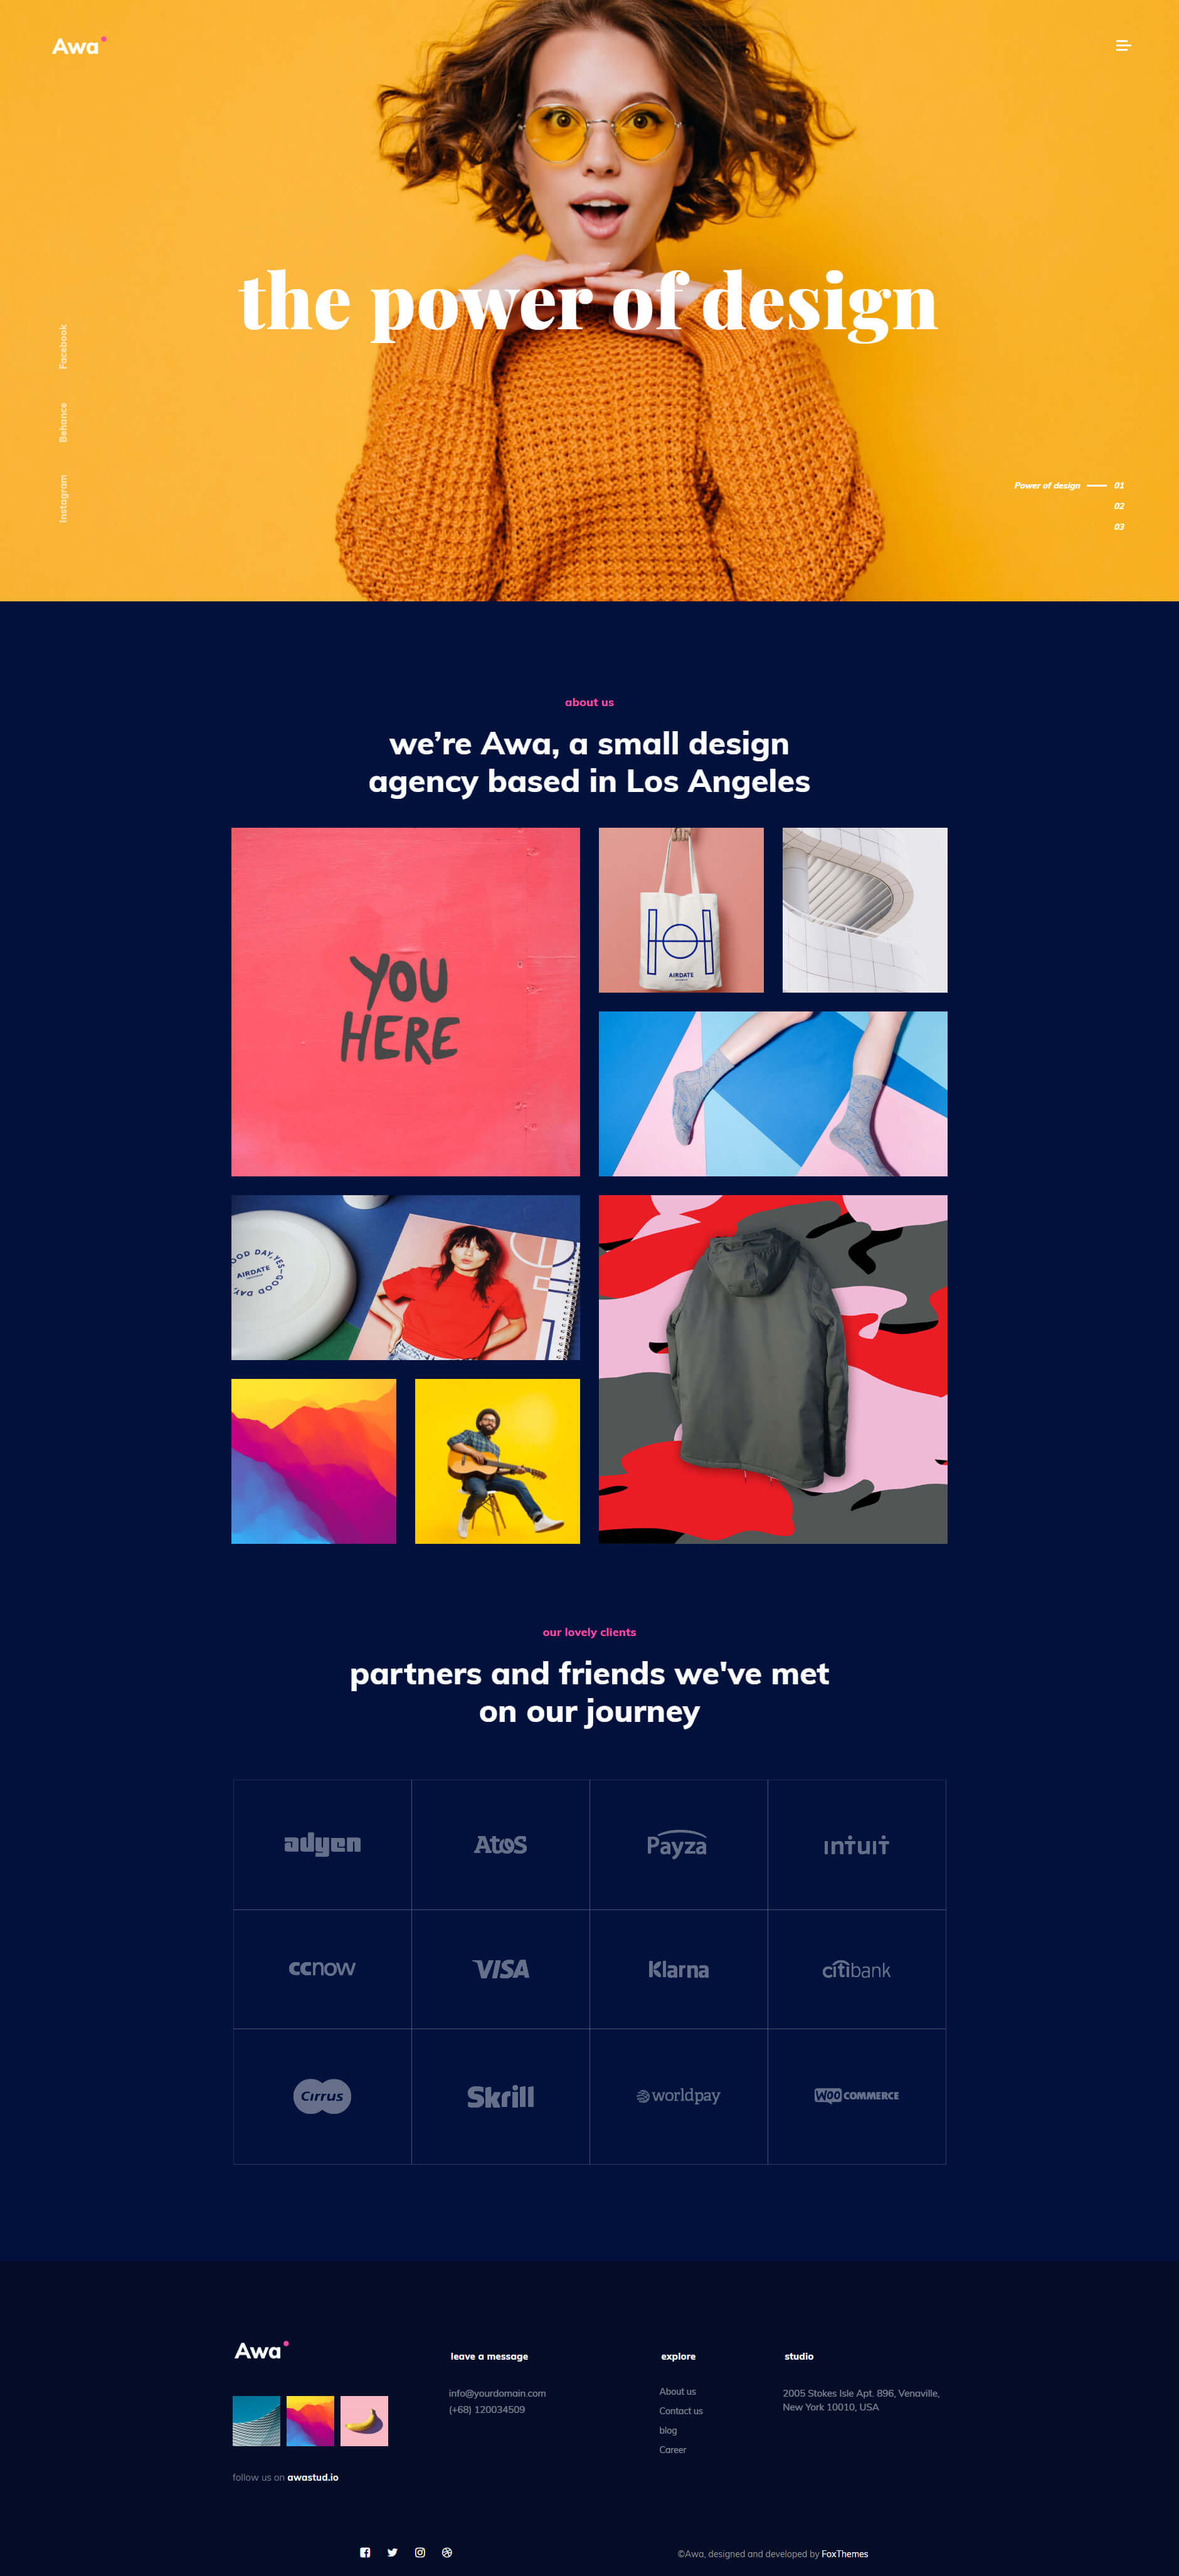 Awa
the power of design
Facebook
Behance
Instagram
Power of design 01
02
03
about us
we’re Awa, a small design
agency based in Los Angeles
YOU
HERE
AIRDATE
GOOD DAY, YES-GOOD DAY,
AIRDATE
our lovely clients
partners and friends we've met
on our journey
adyen
Atos
Payza
intuit
ccnow
VISA
Klarna
citibank
Cirrus
Skrill
worldpay
WOO COMMERCE
Awa
follow us on awastud.io
leave a message
info@yourdomain.com
(+68) 120034509
explore
About us
Contact us
blog
Career
studio
2005 Stokes Isle Apt. 896, Venaville,
New York 10010, USA
©Awa, designed and developed by FoxThemes